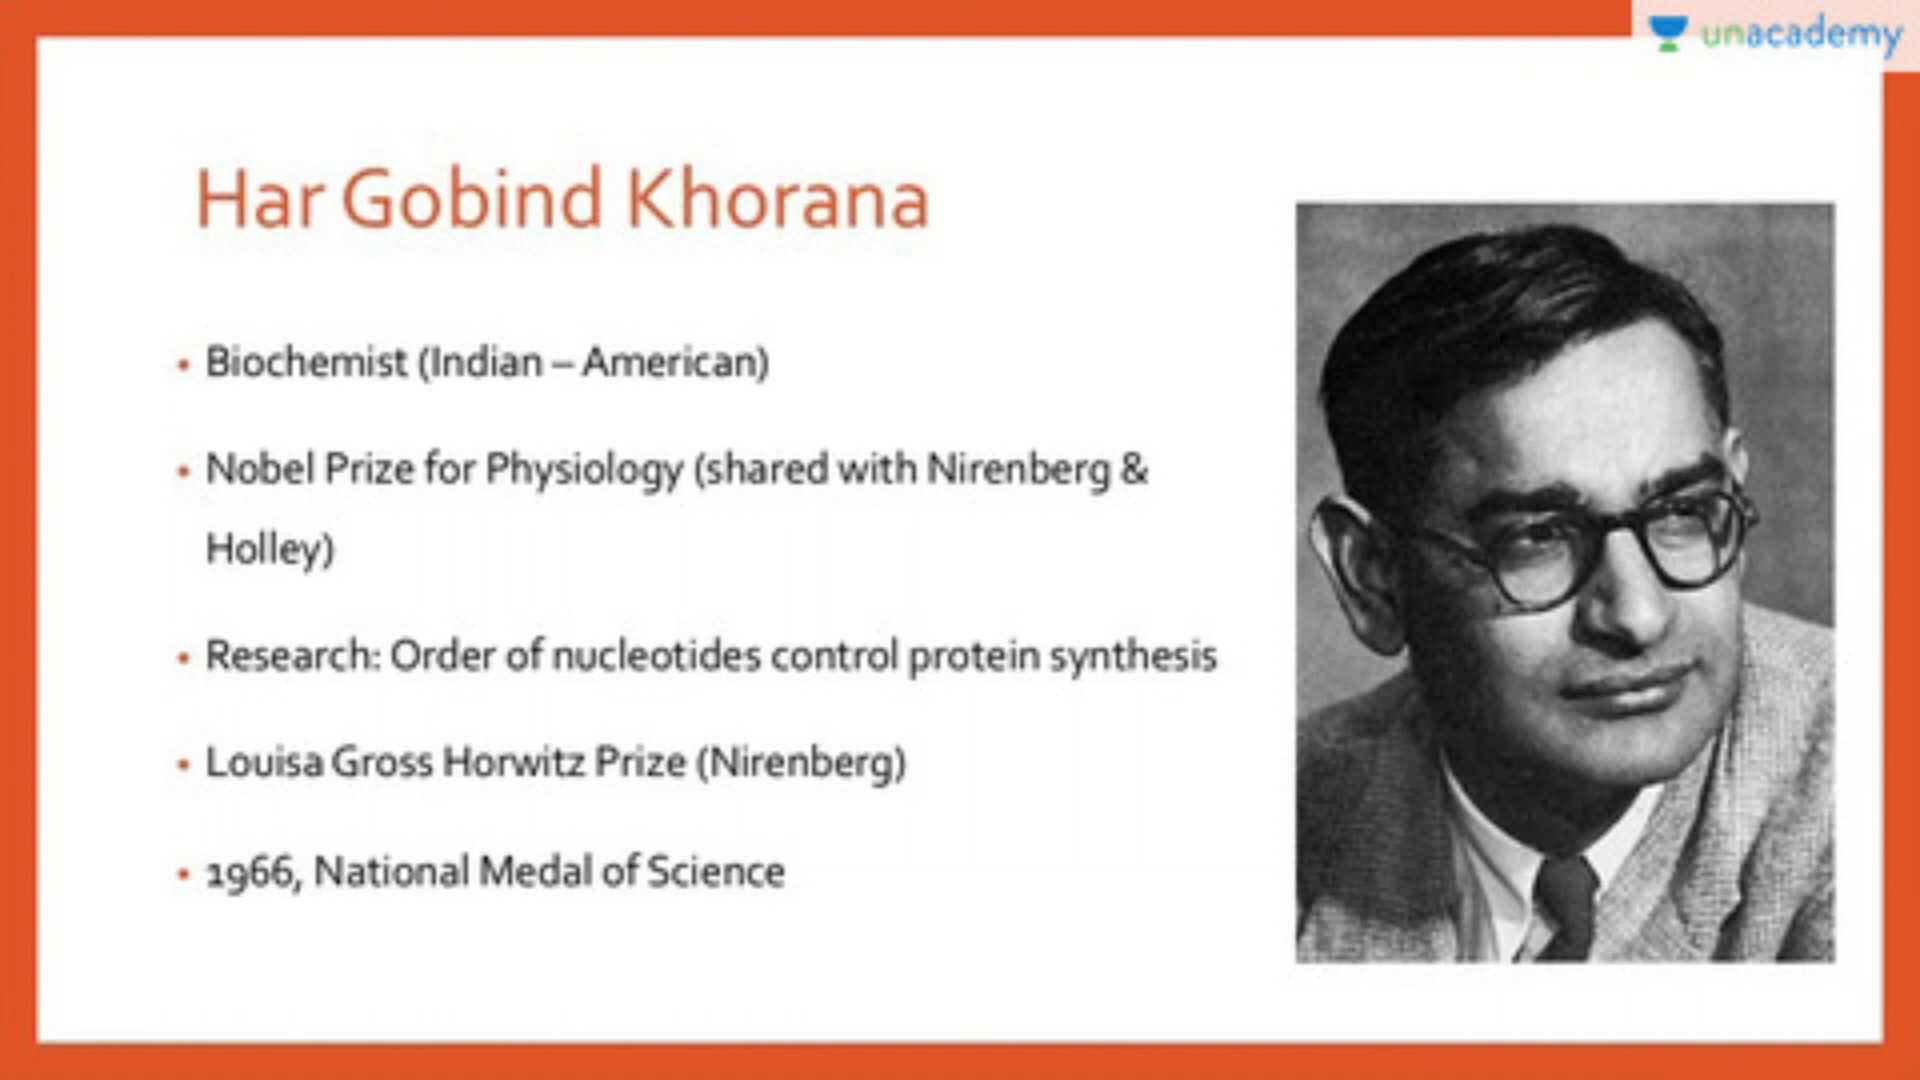 unacademy
Har Gobind Khorana
• Biochemist (Indian – American)
• Nobel Prize for Physiology (shared with Nirenberg &
Holley)
• Research: Order of nucleotides control protein synthesis
• Louisa Gross Horwitz Prize (Nirenberg)
• 1966, National Medal of Science